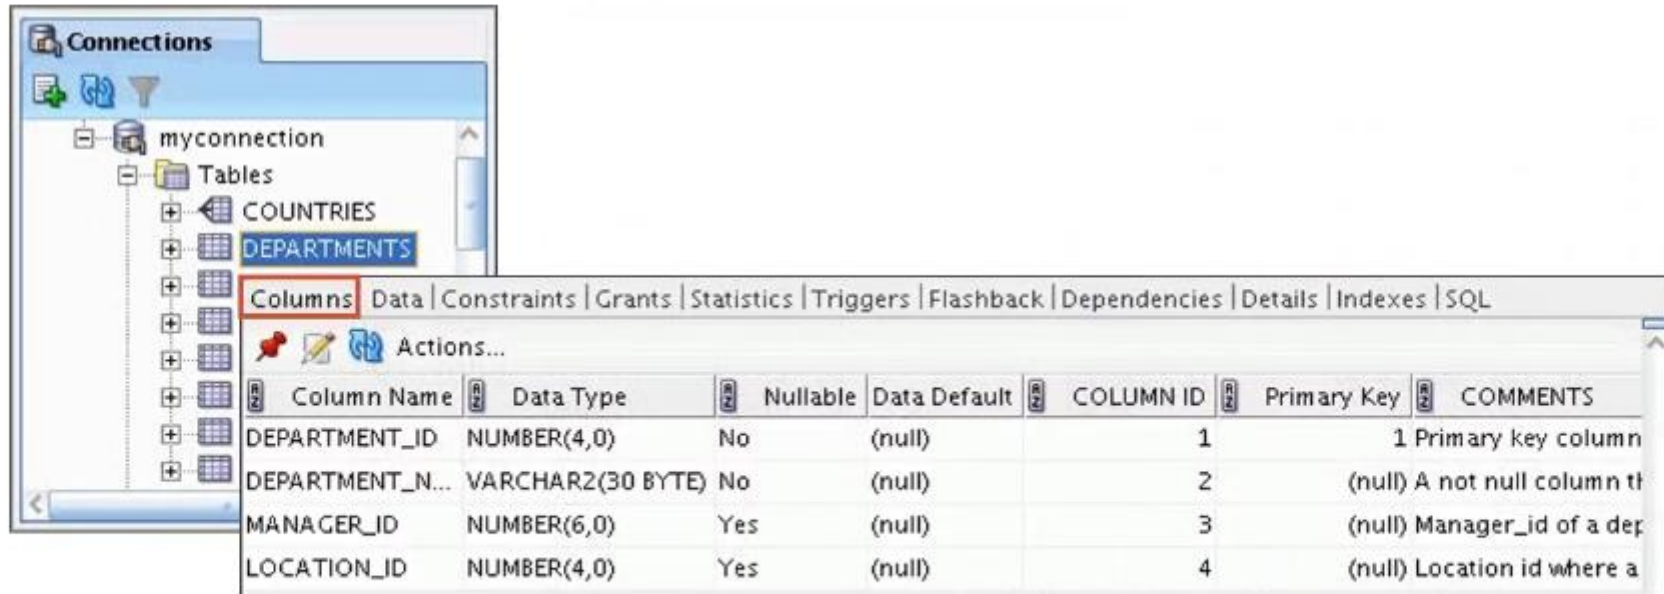 Connections
myconnection
Tables
COUNTRIES
DEPARTMENTS
Columns Data | Constraints | Grants | Statistics | Triggers | Flashback | Dependencies | Details | Indexes | SQL
Actions...
Column Name Data Type Nullable Data Default COLUMN ID Primary Key COMMENTS
DEPARTMENT_ID NUMBER(4,0) No (null) 1 1 Primary key column
DEPARTMENT_N... VARCHAR2(30 BYTE) No (null) 2 (null) A not null column th
MANAGER_ID NUMBER(6,0) Yes (null) 3 (null) Manager_id of a dep
LOCATION_ID NUMBER(4,0) Yes (null) 4 (null) Location id where a